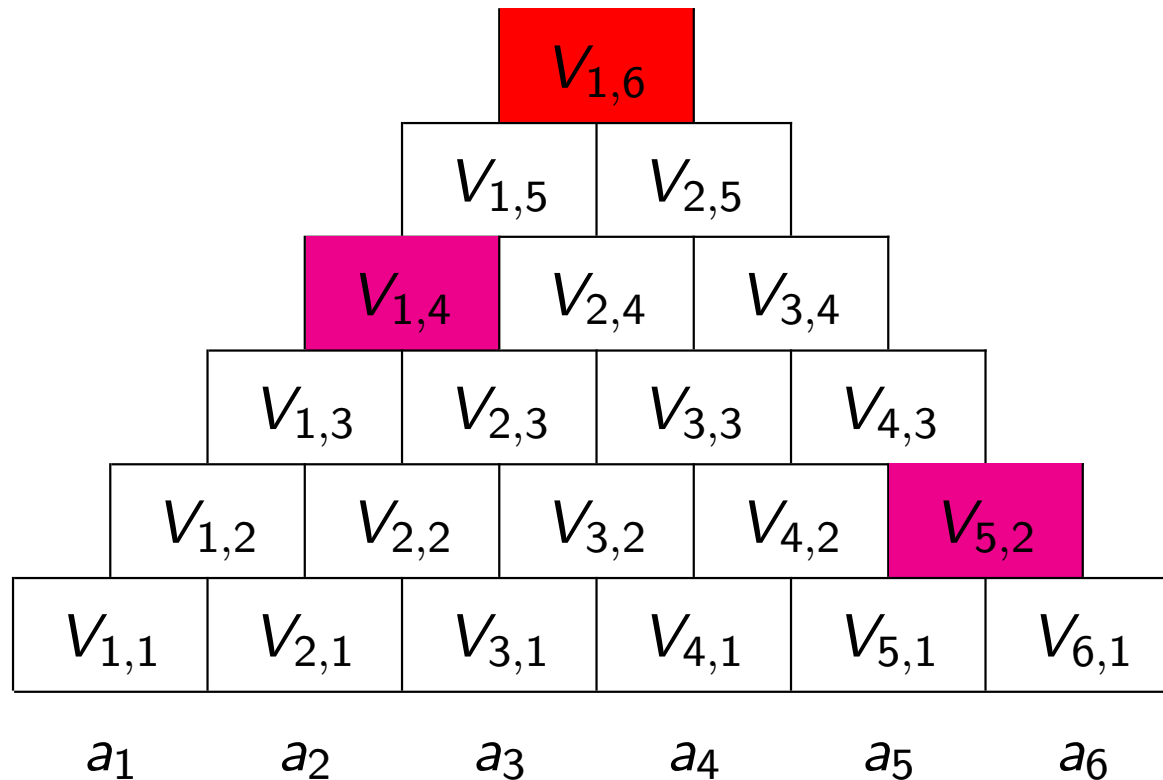 V1,6
V1,5 V2,5
V1,4 V2,4 V3,4
V1,3 V2,3 V3,3 V4,3
V1,2 V2,2 V3,2 V4,2 V5,2
V1,1 V2,1 V3,1 V4,1 V5,1 V6,1
a1 a2 a3 a4 a5 a6